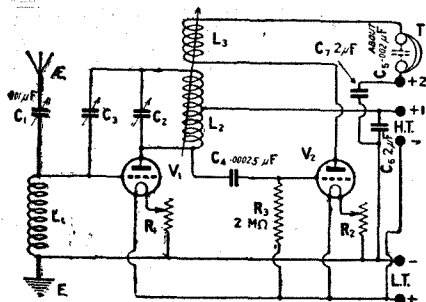 L₃
C₇ 2μF
T
ABOUT
C₅ ·002μF
+2
Æ.
·001μF
C₁
C₃
C₂
L₂
+1
H.T.
-
C₆ 2μF
V₁
C₄ ·00025 μF
V₂
L₁
R₁
R₃
2 MΩ
R₂
E.
-
L.T.
+